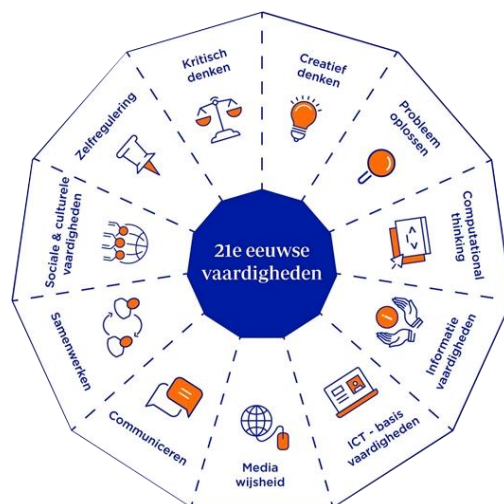 21e eeuwse
vaardigheden
Kritisch
denken
Creatief
denken
Probleem
oplossen
Computational
thinking
Informatie
vaardigheden
ICT - basis
vaardigheden
Media
wijsheid
Communiceren
Samenwerken
Sociale & culturele
vaardigheden
Zelfregulering